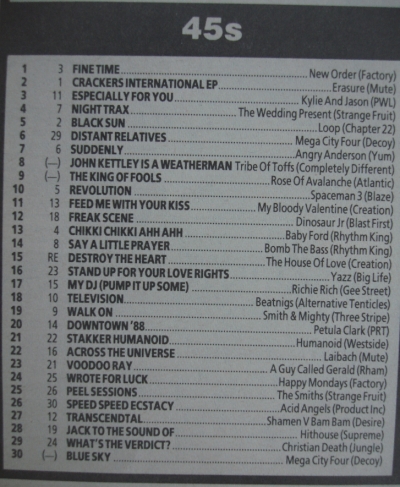 45s
1 3 FINE TIME New Order (Factory)
2 1 CRACKERS INTERNATIONAL EP Erasure (Mute)
3 11 ESPECIALLY FOR YOU Kylie And Jason (PWL)
4 7 NIGHT TRAX The Wedding Present (Strange Fruit)
5 2 BLACK SUN Loop (Chapter 22)
6 29 DISTANT RELATIVES Mega City Four (Decoy)
7 6 SUDDENLY Angry Anderson (Yum)
8 (—) JOHN KETTLEY IS A WEATHERMAN Tribe Of Toffs (Completely Different)
9 (—) THE KING OF FOOLS Rose Of Avalanche (Atlantic)
10 5 REVOLUTION Spaceman 3 (Blaze)
11 13 FEED ME WITH YOUR KISS My Bloody Valentine (Creation)
12 18 FREAK SCENE Dinosaur Jr (Blast First)
13 4 CHIKKI CHIKKI AHH AHH Baby Ford (Rhythm King)
14 8 SAY A LITTLE PRAYER Bomb The Bass (Rhythm King)
15 RE DESTROY THE HEART The House Of Love (Creation)
16 23 STAND UP FOR YOUR LOVE RIGHTS Yazz (Big Life)
17 15 MY DJ (PUMP IT UP SOME) Richie Rich (Gee Street)
18 10 TELEVISION Beatnigs (Alternative Tenticles)
19 9 WALK ON Smith & Mighty (Three Stripe)
20 14 DOWNTOWN '88 Petula Clark (PRT)
21 22 STAKKER HUMANOID Humanoid (Westside)
22 16 ACROSS THE UNIVERSE Laibach (Mute)
23 21 VOODOO RAY A Guy Called Gerald (Rham)
24 25 WROTE FOR LUCK Happy Mondays (Factory)
25 26 PEEL SESSIONS The Smiths (Strange Fruit)
26 30 SPEED SPEED ECSTACY Acid Angels (Product Inc)
27 12 TRANSCENDTAL Shamen V Bam Bam (Desire)
28 19 JACK TO THE SOUND OF Hithouse (Supreme)
29 24 WHAT'S THE VERDICT? Christian Death (Jungle)
30 (—) BLUE SKY Mega City Four (Decoy)